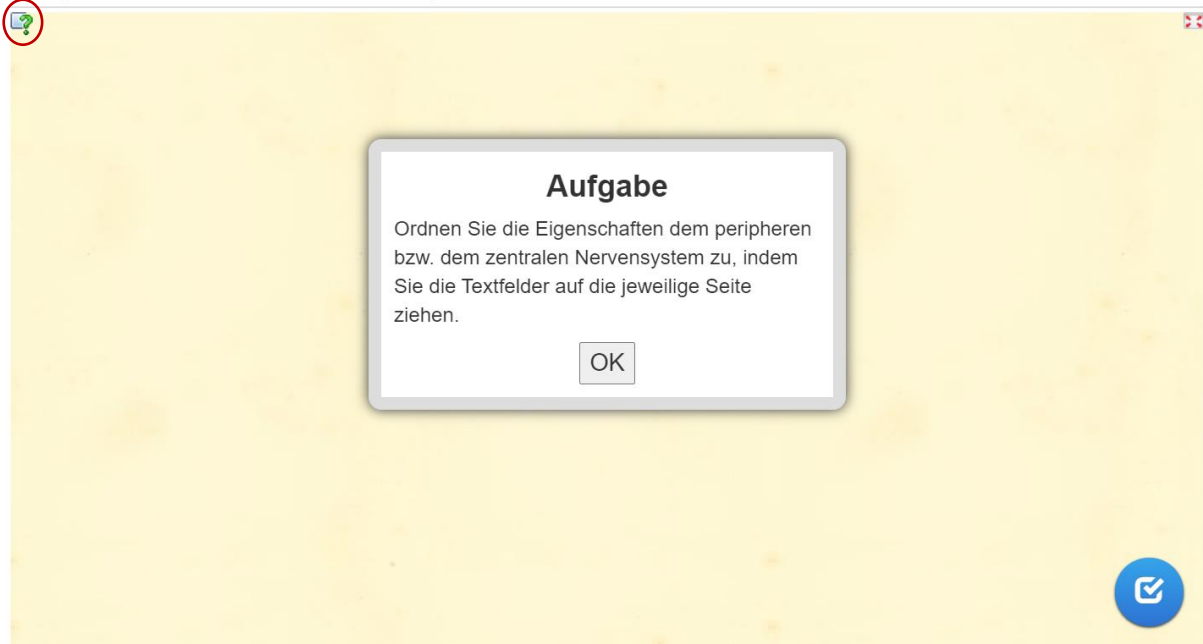 Aufgabe
Ordnen Sie die Eigenschaften dem peripheren
bzw. dem zentralen Nervensystem zu, indem
Sie die Textfelder auf die jeweilige Seite
ziehen.
OK